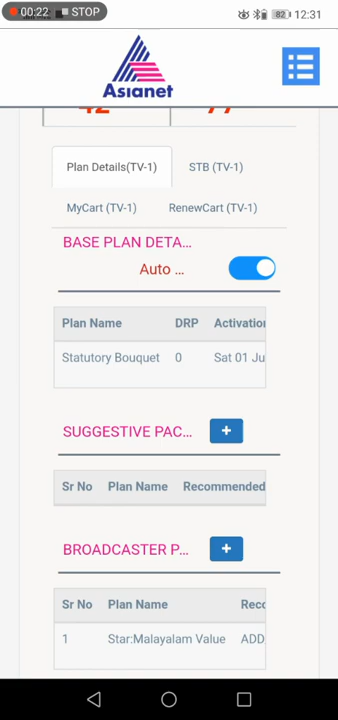 00:22 STOP 82 12:31
Asianet
42 77
Plan Details(TV-1) STB (TV-1)
MyCart (TV-1) RenewCart (TV-1)
BASE PLAN DETA...
Auto ...
Plan Name DRP Activation
Statutory Bouquet 0 Sat 01 Ju
SUGGESTIVE PAC...
Sr No Plan Name Recommended
BROADCASTER P...
Sr No Plan Name Reco
1 Star:Malayalam Value ADD